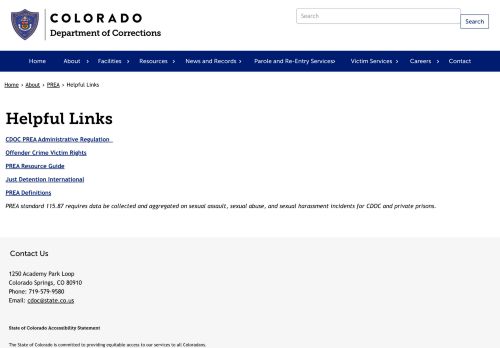 COLORADO
Department of Corrections
Search
Search
Home About › Facilities › Resources › News and Records › Parole and Re-Entry Services › Victim Services › Careers › Contact
Home › About › PREA › Helpful Links
Helpful Links
CDOC PREA Administrative Regulation
Offender Crime Victim Rights
PREA Resource Guide
Just Detention International
PREA Definitions
PREA standard 115.87 requires data be collected and aggregated on sexual assault, sexual abuse, and sexual harassment incidents for CDOC and private prisons.
Contact Us
1250 Academy Park Loop
Colorado Springs, CO 80910
Phone: 719-579-9580
Email: cdoc@state.co.us
State of Colorado Accessibility Statement
The State of Colorado is committed to providing equitable access to our services to all Coloradans.